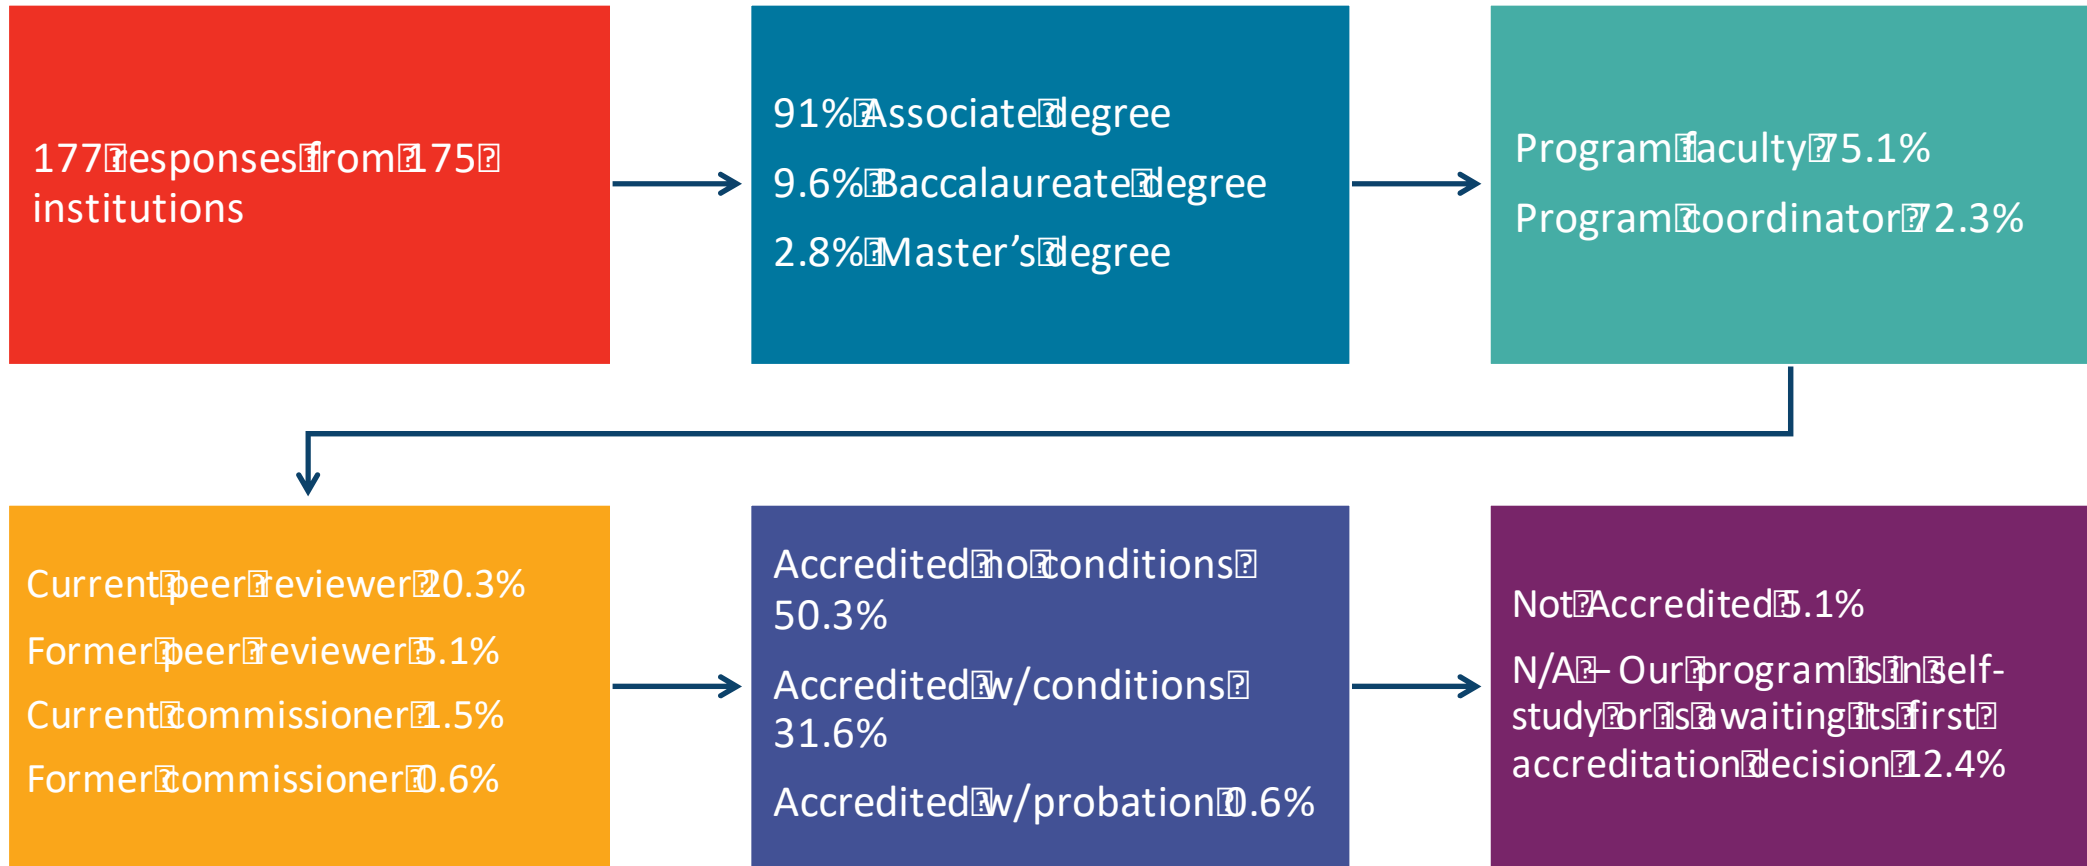 177 responses from 175
institutions
91% Associate degree
9.6% Baccalaureate degree
2.8% Master’s degree
Program faculty 75.1%
Program coordinator 72.3%
Current peer reviewer 20.3%
Former peer reviewer 5.1%
Current commissioner 1.5%
Former commissioner 0.6%
Accredited no conditions
50.3%
Accredited w/conditions
31.6%
Accredited w/probation 0.6%
Not Accredited 5.1%
N/A – Our program is in self-
study or is awaiting its first
accreditation decision 12.4%